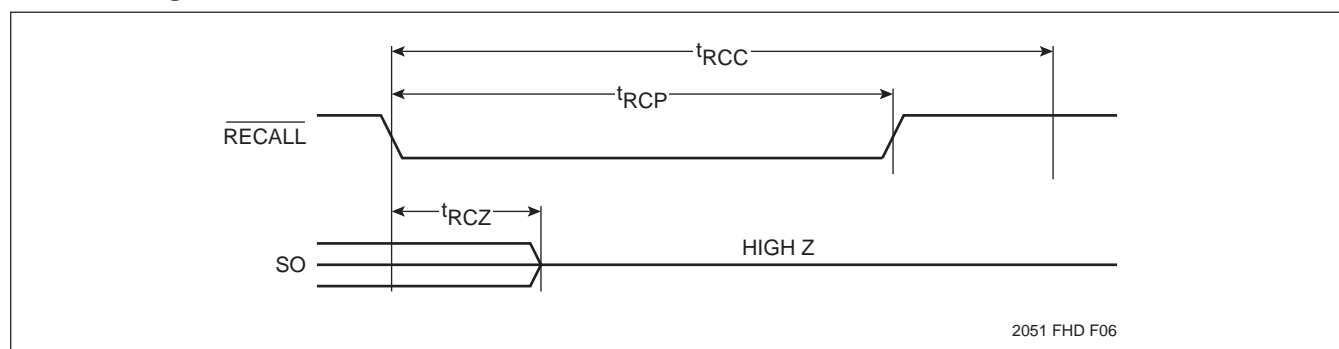 tRCC
tRCP
RECALL
tRCZ
SO
HIGH Z
2051 FHD F06